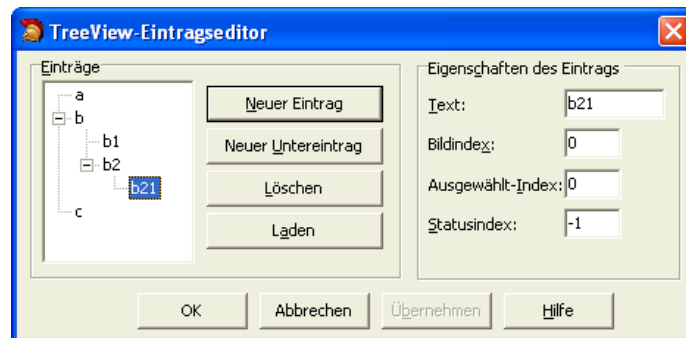 TreeView-Eintragseditor
Einträge
a
b
b1
b2
b21
c
Neuer Eintrag
Neuer Untereintrag
Löschen
Laden
Eigenschaften des Eintrags
Text: b21
Bildindex: 0
Ausgewählt-Index: 0
Statusindex: -1
OK Abbrechen Übernehmen Hilfe